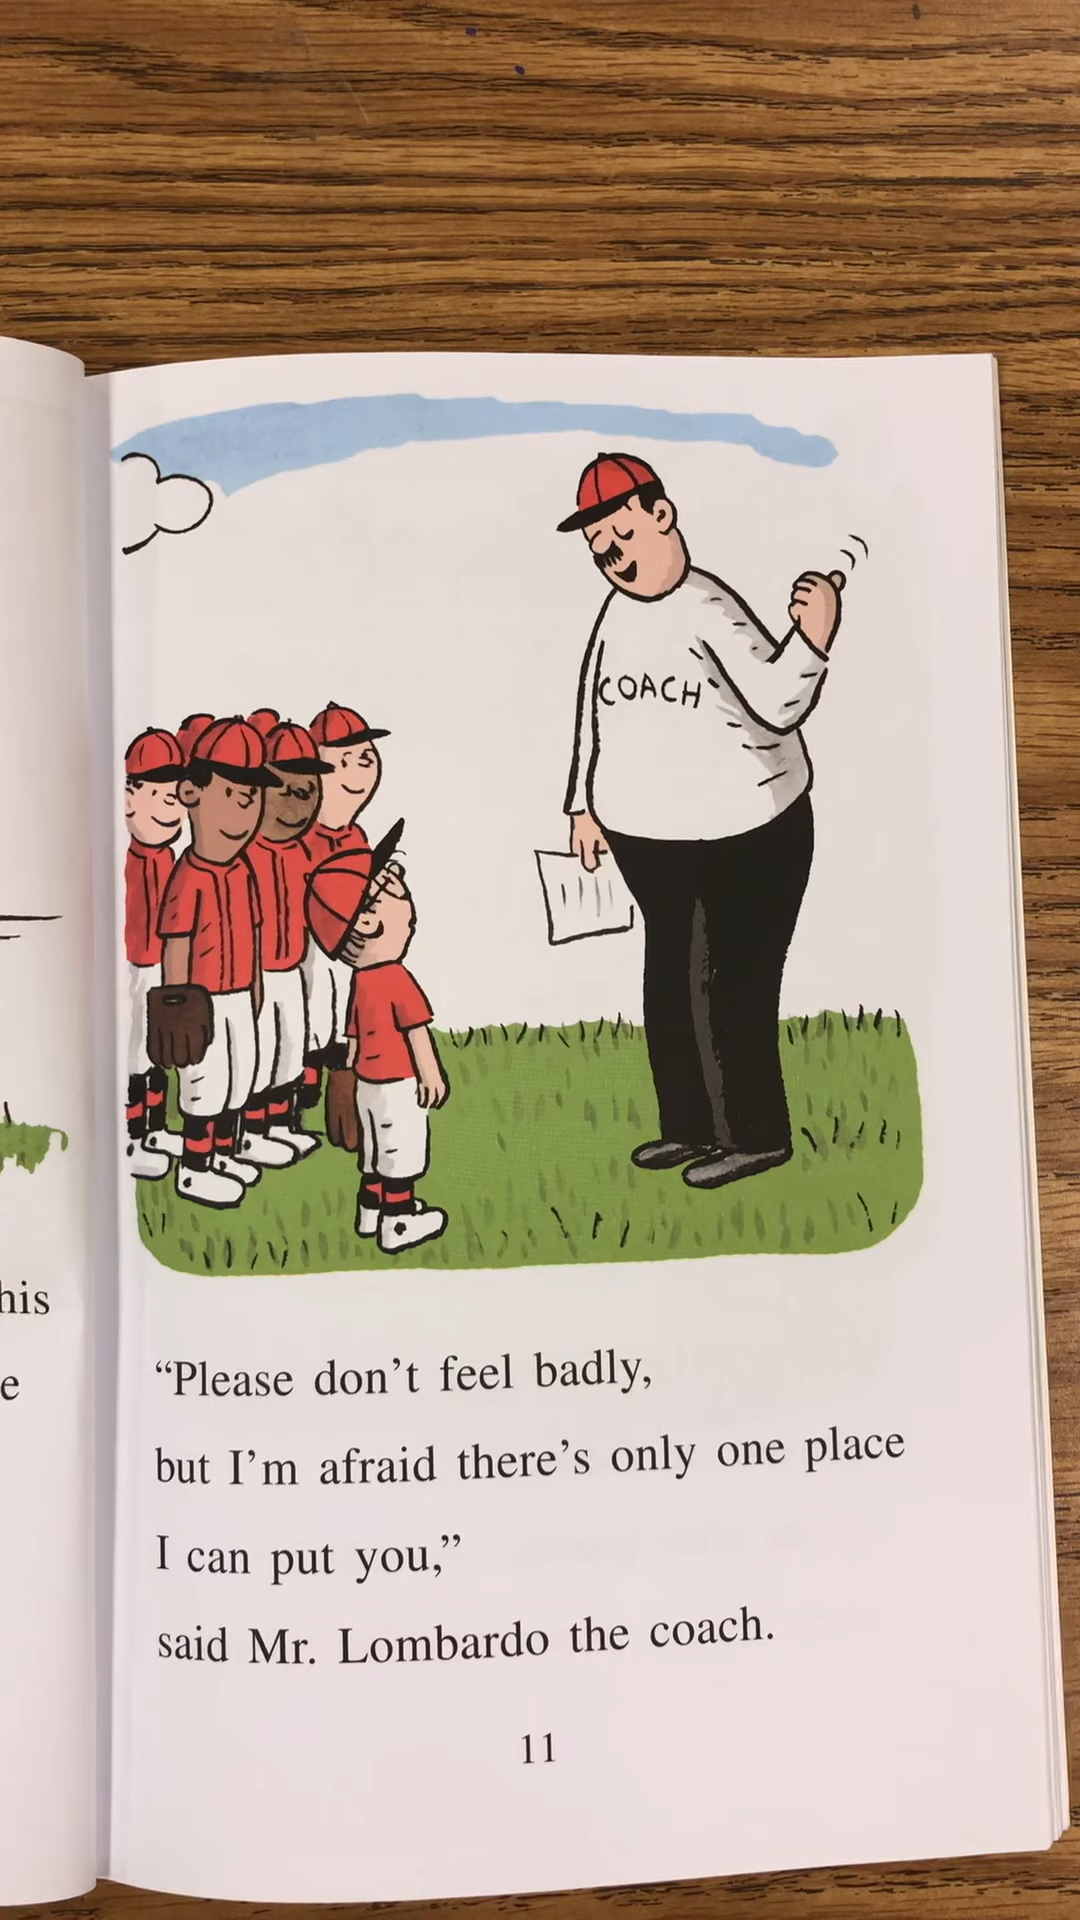 COACH
his
e
“Please don’t feel badly,
but I’m afraid there’s only one place
I can put you,”
said Mr. Lombardo the coach.
11